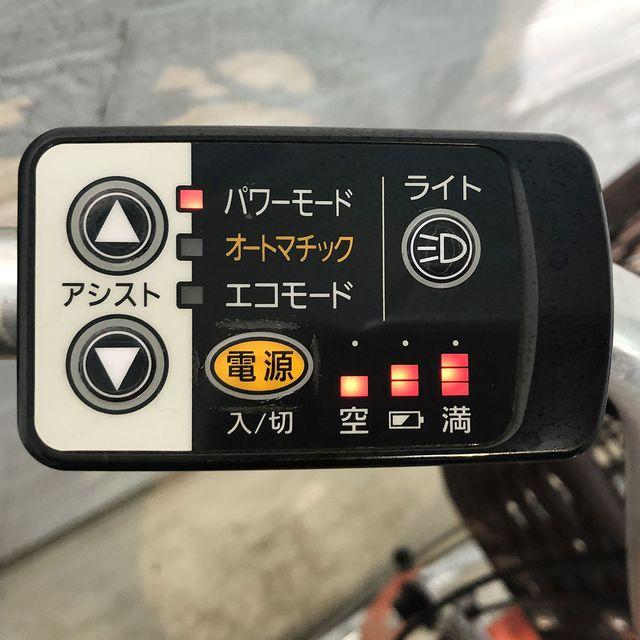 パワーモード
オートマチック
エコモード
アシスト
ライト
電源
入/切
空
満